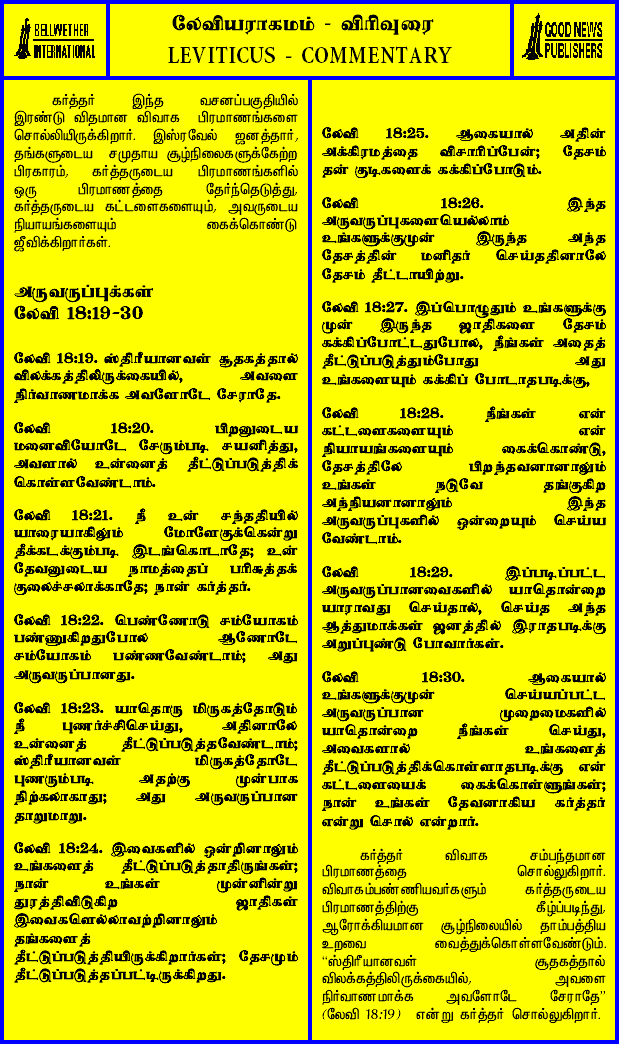 BELLWETHER
INTERNATIONAL
லேவியராகமம் - விரிவுரை
LEVITICUS - COMMENTARY
GOOD NEWS
PUBLISHERS
கர்த்தர் இந்த வசனப்பகுதியில்
இரண்டு விதமான விவாக பிரமாணங்களை
சொல்லியிருக்கிறார். இஸ்ரவேல் ஜனத்தார்,
தங்களுடைய சமுதாய சூழ்நிலைகளுக்கேற்ற
பிரகாரம், கர்த்தருடைய பிரமாணங்களில்
ஒரு பிரமாணத்தை தேர்ந்தெடுத்து,
கர்த்தருடைய கட்டளைகளையும், அவருடைய
நியாயங்களையும் கைக்கொண்டு
ஜீவிக்கிறார்கள்.
அருவருப்புக்கள்
லேவி 18:19-30
லேவி 18:19. ஸ்திரீயானவள் சூதகத்தால்
விலக்கத்திலிருக்கையில், அவளை
நிர்வாணமாக்க அவளோடே சேராதே.
லேவி 18:20. பிறனுடைய
மனைவியோடே சேரும்படி சயனித்து,
அவளால் உன்னைத் தீட்டுப்படுத்திக்
கொள்ளவேண்டாம்.
லேவி 18:21. நீ உன் சந்ததியில்
யாரையாகிலும் மோளேகுக்கென்று
தீக்கடக்கும்படி இடங்கொடாதே; உன்
தேவனுடைய நாமத்தைப் பரிசுத்தக்
குலைச்சலாக்காதே; நான் கர்த்தர்.
லேவி 18:22. பெண்ணோடு சம்யோகம்
பண்ணுகிறதுபோல ஆணோடே
சம்யோகம் பண்ணவேண்டாம்; அது
அருவருப்பானது.
லேவி 18:23. யாதொரு மிருகத்தோடும்
நீ புணர்ச்சிசெய்து, அதினாலே
உன்னைத் தீட்டுப்படுத்தவேண்டாம்;
ஸ்திரீயானவள் மிருகத்தோடே
புணரும்படி அதற்கு முன்பாக
நிற்கலாகாது; அது அருவருப்பான
தாறுமாறு.
லேவி 18:24. இவைகளில் ஒன்றினாலும்
உங்களைத் தீட்டுப்படுத்தாதிருங்கள்;
நான் உங்கள் முன்னின்று
துரத்திவிடுகிற ஜாதிகள்
இவைகளெல்லாவற்றினாலும்
தங்களைத்
தீட்டுப்படுத்தியிருக்கிறார்கள்; தேசமும்
தீட்டுப்படுத்தப்பட்டிருக்கிறது.
லேவி 18:25. ஆகையால் அதின்
அக்கிரமத்தை விசாரிப்பேன்; தேசம்
தன் குடிகளைக் கக்கிப்போடும்.
லேவி 18:26. இந்த
அருவருப்புகளையெல்லாம்
உங்களுக்குமுன் இருந்த அந்த
தேசத்தின் மனிதர் செய்ததினாலே
தேசம் தீட்டாயிற்று.
லேவி 18:27. இப்பொழுதும் உங்களுக்கு
முன் இருந்த ஜாதிகளை தேசம்
கக்கிப்போட்டதுபோல, நீங்கள் அதைத்
தீட்டுப்படுத்தும்போது அது
உங்களையும் கக்கிப் போடாதபடிக்கு,
லேவி 18:28. நீங்கள் என்
கட்டளைகளையும் என்
நியாயங்களையும் கைக்கொண்டு,
தேசத்திலே பிறந்தவனானாலும்
உங்கள் நடுவே தங்குகிற
அந்நியனானாலும் இந்த
அருவருப்புகளில் ஒன்றையும் செய்ய
வேண்டாம்.
லேவி 18:29. இப்படிப்பட்ட
அருவருப்பானவைகளில் யாதொன்றை
யாராவது செய்தால், செய்த அந்த
ஆத்துமாக்கள் ஜனத்தில் இராதபடிக்கு
அறுப்புண்டு போவார்கள்.
லேவி 18:30. ஆகையால்
உங்களுக்குமுன் செய்யப்பட்ட
அருவருப்பான முறைமைகளில்
யாதொன்றை நீங்கள் செய்து,
அவைகளால் உங்களைத்
தீட்டுப்படுத்திக்கொள்ளாதபடிக்கு என்
கட்டளையைக் கைக்கொள்ளுங்கள்;
நான் உங்கள் தேவனாகிய கர்த்தர்
என்று சொல் என்றார்.
கர்த்தர் விவாக சம்பந்தமான
பிரமாணத்தை சொல்லுகிறார்.
விவாகம்பண்ணியவர்களும் கர்த்தருடைய
பிரமாணத்திற்கு கீழ்ப்படிந்து,
ஆரோக்கியமான சூழ்நிலையில் தாம்பத்திய
உறவை வைத்துக்கொள்ளவேண்டும்.
“ஸ்திரீயானவள் சூதகத்தால்
விலக்கத்திலிருக்கையில், அவளை
நிர்வாணமாக்க அவளோடே சேராதே”
(லேவி 18:19) என்று கர்த்தர் சொல்லுகிறார்.